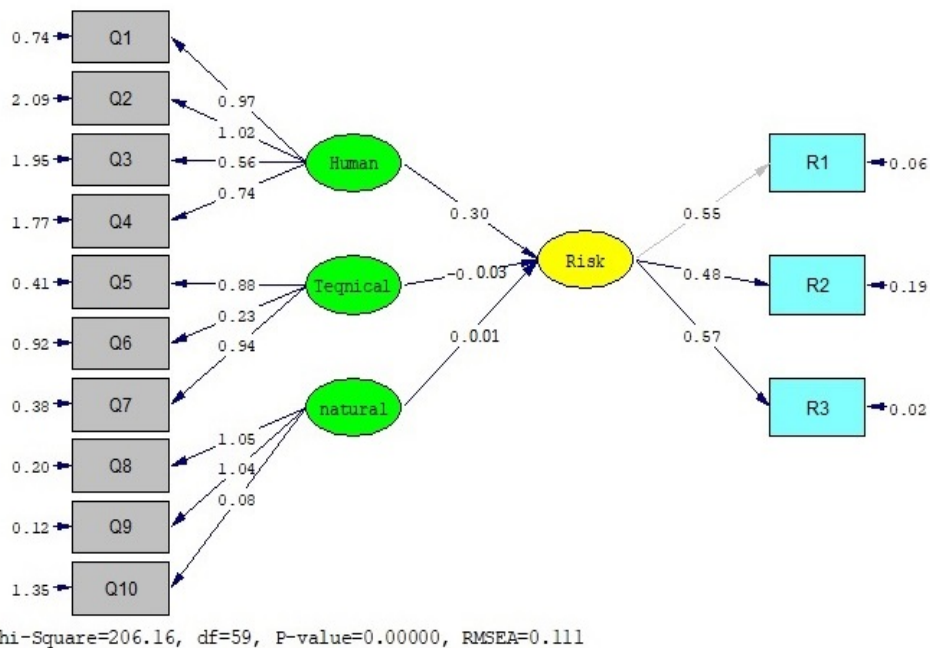 0.74 Q1
2.09 Q2
1.95 Q3
1.77 Q4
0.41 Q5
0.92 Q6
0.38 Q7
0.20 Q8
0.12 Q9
1.35 Q10
0.97
1.02
0.56
0.74
0.88
0.23
0.94
1.05
1.04
0.08
Human
Teqnical
natural
0.30
-0.0.03
0.0.01
Risk
0.55
0.48
0.57
R1 0.06
R2 0.19
R3 0.02
hi-Square=206.16, df=59, P-value=0.00000, RMSEA=0.111